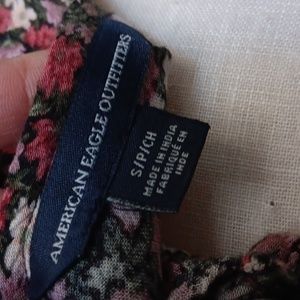 AMERICAN EAGLE OUTFITTERS
S/P/CH
MADE IN INDIA
FABRIQUÉ EN
INDE